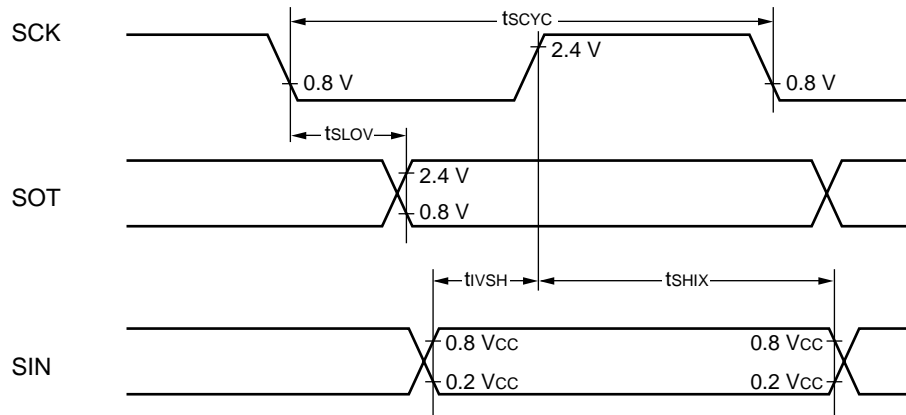 tSCYC
SCK
2.4 V
0.8 V
0.8 V
tSLOV
SOT
2.4 V
0.8 V
tIVSH
tSHIX
SIN
0.8 VCC
0.8 VCC
0.2 VCC
0.2 VCC